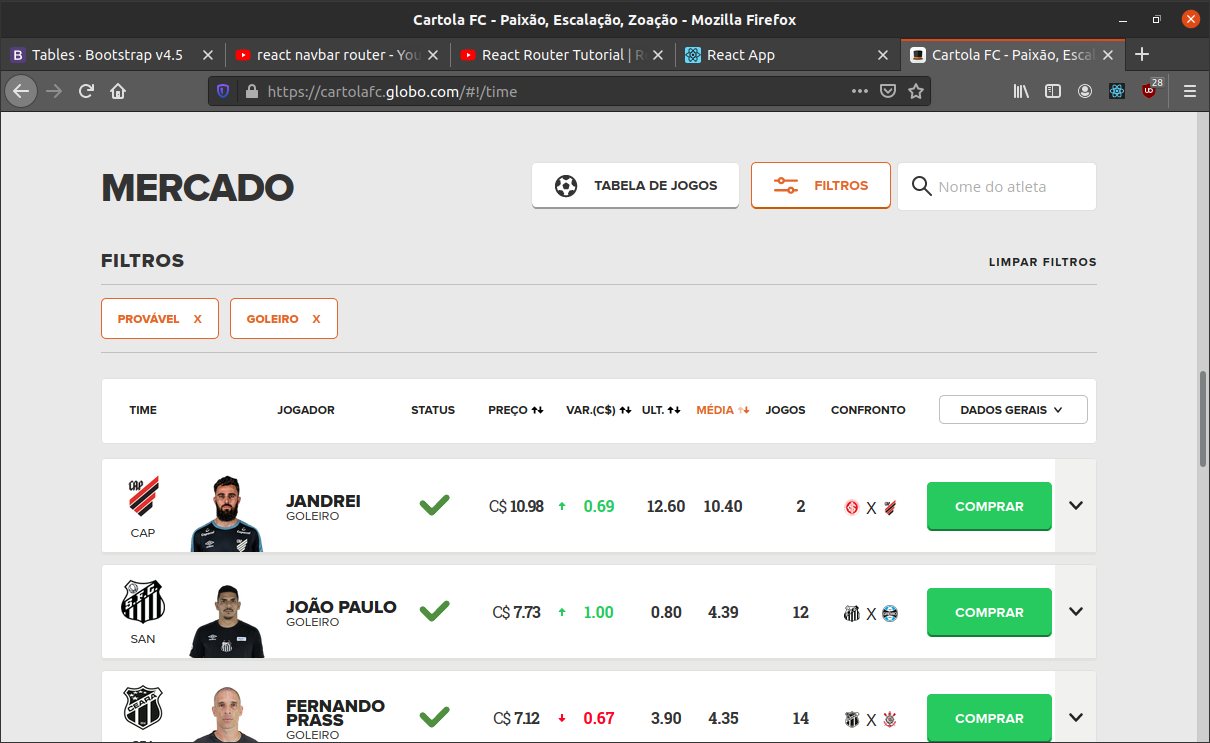 Cartola FC - Paixão, Escalação, Zoação - Mozilla Firefox
B Tables · Bootstrap v4.5
react navbar router - You
React Router Tutorial | R
React App
Cartola FC - Paixão, Escal
https://cartolafc.globo.com/#!/time
28
MERCADO
TABELA DE JOGOS
FILTROS
Nome do atleta
FILTROS
LIMPAR FILTROS
PROVÁVEL X
GOLEIRO X
TIME JOGADOR STATUS PREÇO VAR.(C$) ULT. MÉDIA JOGOS CONFRONTO DADOS GERAIS
CAP
JANDREI
GOLEIRO
C$ 10.98 0.69 12.60 10.40 2 X COMPRAR
SAN
JOÃO PAULO
GOLEIRO
C$ 7.73 1.00 0.80 4.39 12 X COMPRAR
CEARÁ
FERNANDO
PRASS
GOLEIRO
C$ 7.12 0.67 3.90 4.35 14 X COMPRAR